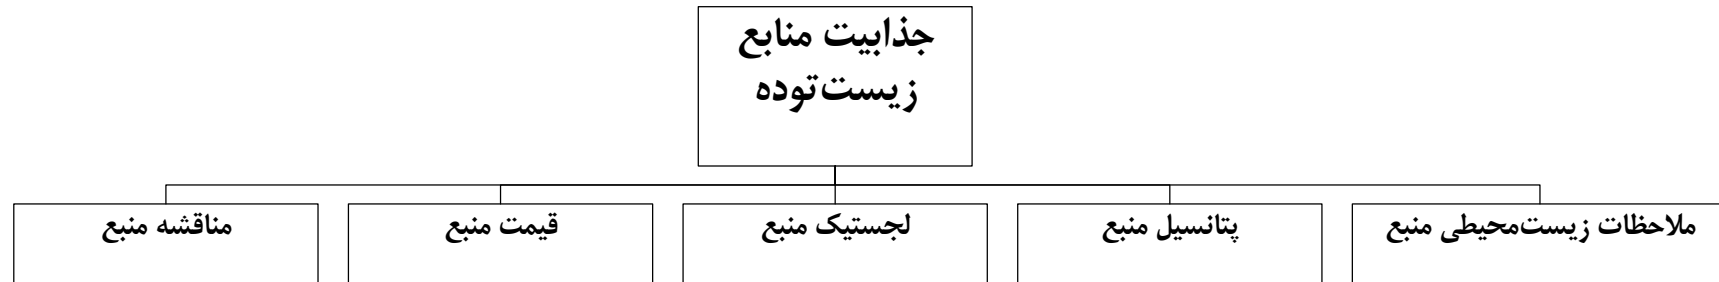 جذابیت منابع
زیست‌توده
ملاحظات زیست‌محیطی منبع
پتانسیل منبع
لجستیک منبع
قیمت منبع
مناقشه منبع